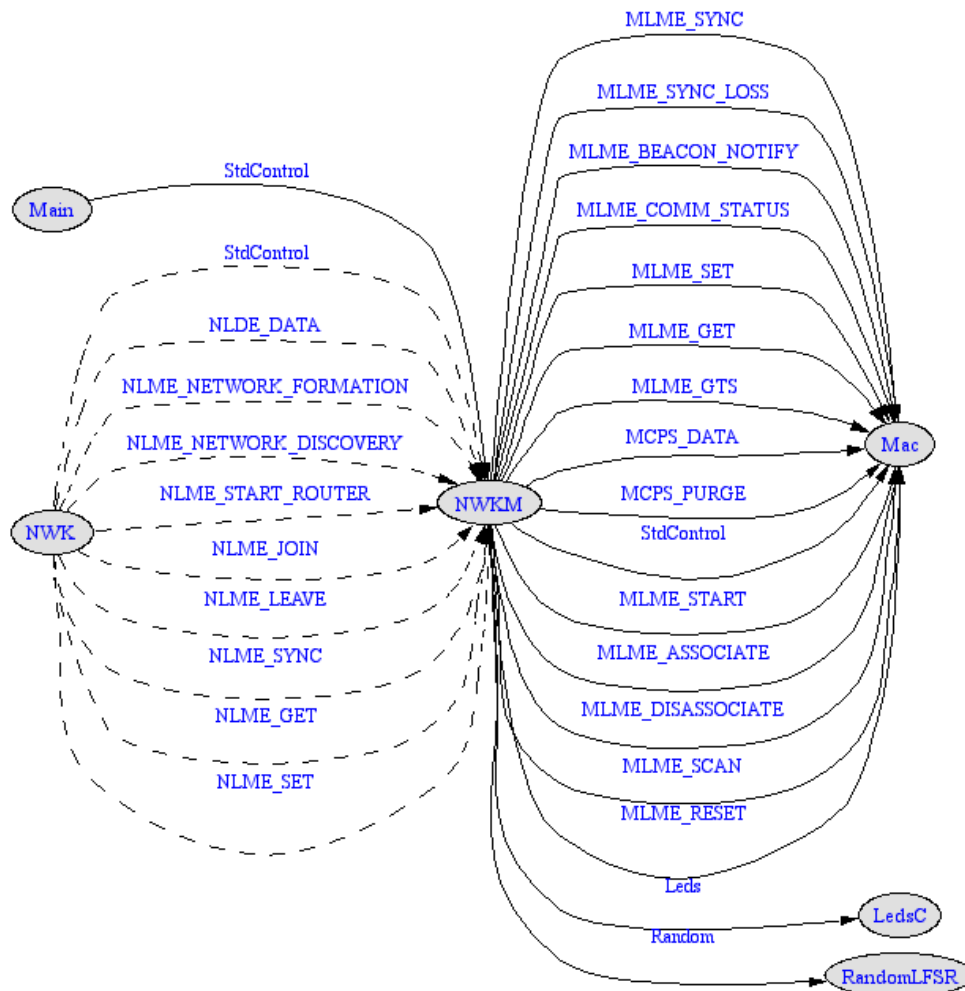 MLME_SYNC
MLME_SYNC_LOSS
MLME_BEACON_NOTIFY
StdControl
Main
MLME_COMM_STATUS
StdControl
MLME_SET
NLDE_DATA
MLME_GET
NLME_NETWORK_FORMATION
MLME_GTS
NLME_NETWORK_DISCOVERY
MCPS_DATA
Mac
NLME_START_ROUTER
MCPS_PURGE
NWKM
NWK
StdControl
NLME_JOIN
NLME_LEAVE
MLME_START
NLME_SYNC
MLME_ASSOCIATE
NLME_GET
MLME_DISASSOCIATE
NLME_SET
MLME_SCAN
MLME_RESET
Leds
LedsC
Random
RandomLFSR